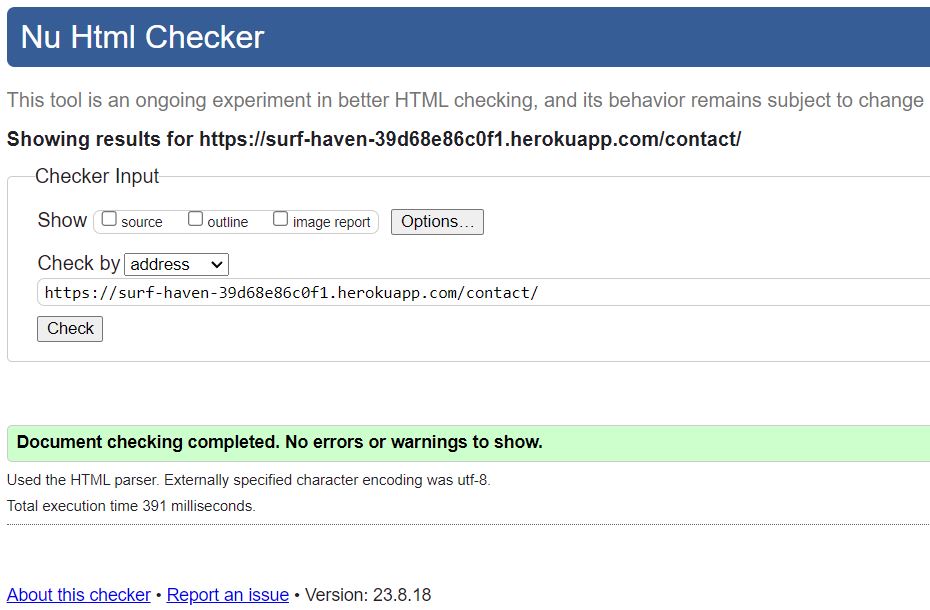 Nu Html Checker
This tool is an ongoing experiment in better HTML checking, and its behavior remains subject to change
Showing results for https://surf-haven-39d68e86c0f1.herokuapp.com/contact/
Checker Input
Show source outline image report Options…
Check by address
https://surf-haven-39d68e86c0f1.herokuapp.com/contact/
Check
Document checking completed. No errors or warnings to show.
Used the HTML parser. Externally specified character encoding was utf-8.
Total execution time 391 milliseconds.
About this checker • Report an issue • Version: 23.8.18